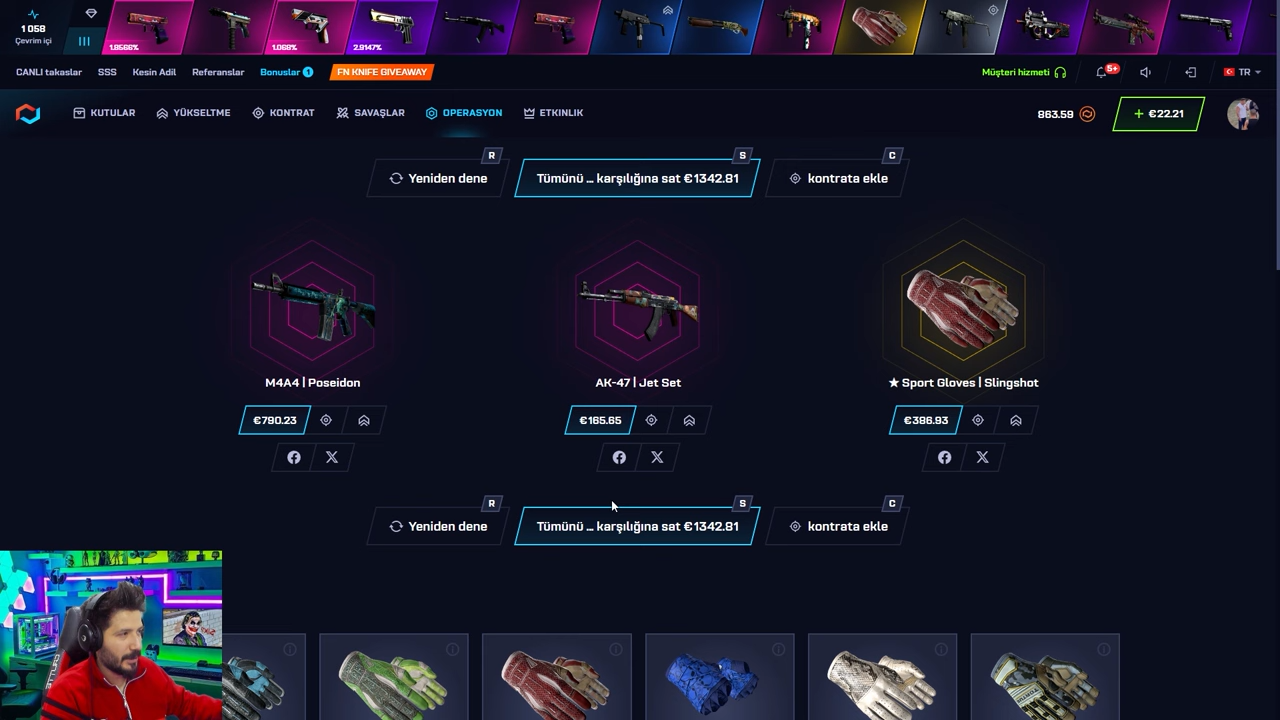 1 058
Çevrim içi
1.8566%
1.068%
2.9147%
CANLI takaslar
SSS
Kesin Adil
Referanslar
Bonuslar 1
FN KNIFE GIVEAWAY
Müşteri hizmeti
5+
TR
KUTULAR
YÜKSELTME
KONTRAT
SAVAŞLAR
OPERASYON
ETKINLIK
863.59
+ €22.21
R
Yeniden dene
S
Tümünü ... karşılığına sat €1342.81
C
kontrata ekle
M4A4 | Poseidon
AK-47 | Jet Set
★ Sport Gloves | Slingshot
€790.23
€165.65
€386.93
R
Yeniden dene
S
Tümünü ... karşılığına sat €1342.81
C
kontrata ekle